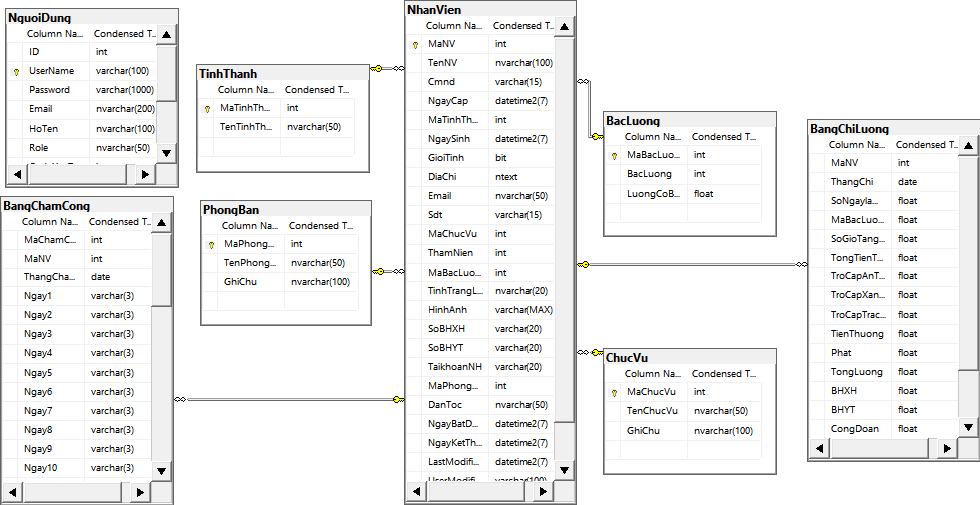 NguoiDung
Column Na... Condensed T...
ID int
UserName varchar(100)
Password varchar(1000)
Email nvarchar(200)
HoTen nvarchar(100)
Role nvarchar(50)
BangChamCong
Column Na... Condensed T...
MaChamC... int
MaNV int
ThangCha... date
Ngay1 varchar(3)
Ngay2 varchar(3)
Ngay3 varchar(3)
Ngay4 varchar(3)
Ngay5 varchar(3)
Ngay6 varchar(3)
Ngay7 varchar(3)
Ngay8 varchar(3)
Ngay9 varchar(3)
Ngay10 varchar(3)
TinhThanh
Column Na... Condensed T...
MaTinhTh... int
TenTinhTh... nvarchar(50)
PhongBan
Column Na... Condensed T...
MaPhong... int
TenPhong... nvarchar(50)
GhiChu nvarchar(100)
NhanVien
Column Na... Condensed T...
MaNV int
TenNV nvarchar(100)
Cmnd varchar(15)
NgayCap datetime2(7)
MaTinhTh... int
NgaySinh datetime2(7)
GioiTinh bit
DiaChi ntext
Email nvarchar(50)
Sdt varchar(15)
MaChucVu int
ThamNien int
MaBacLuo... int
TinhTrangL... nvarchar(20)
HinhAnh varchar(MAX)
SoBHXH varchar(20)
SoBHYT varchar(20)
TaikhoanNH varchar(20)
MaPhong... int
DanToc nvarchar(50)
NgayBatD... datetime2(7)
NgayKetTh... datetime2(7)
LastModifi... datetime2(7)
UserModifi... varchar(100)
BacLuong
Column Na... Condensed T...
MaBacLuo... int
BacLuong int
LuongCoB... float
ChucVu
Column Na... Condensed T...
MaChucVu int
TenChucVu nvarchar(50)
GhiChu nvarchar(100)
BangChiLuong
Column Na... Condensed T...
MaNV int
ThangChi date
SoNgayla... float
MaBacLuo... float
SoGioTang... float
TongTienT... float
TroCapAnT... float
TroCapXan... float
TroCapTrac... float
TienThuong float
Phat float
TongLuong float
BHXH float
BHYT float
CongDoan float